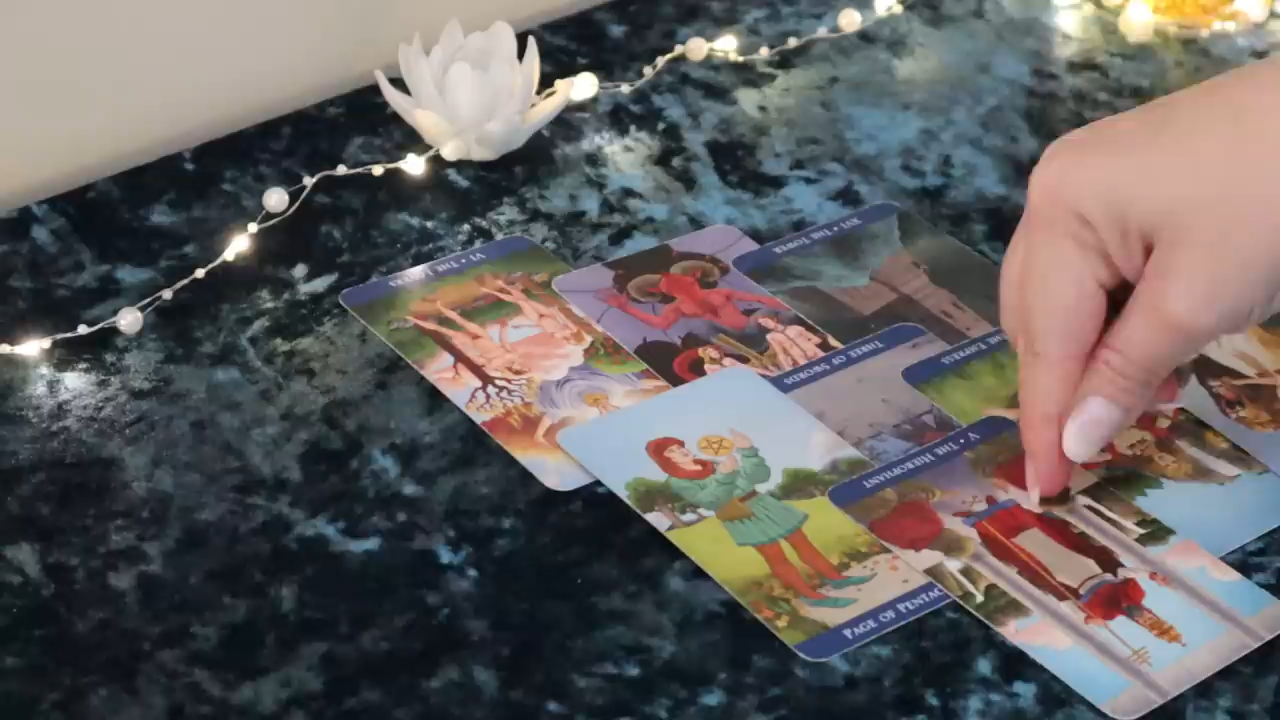 VI • THE LOVERS
XVI • THE TOWER
THREE OF SWORDS
THE EMPRESS
V • THE HIEROPHANT
PAGE OF PENTAC